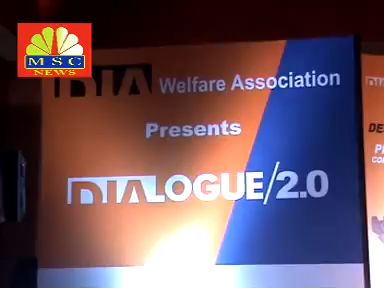 MSC
NEWS
DIA Welfare Association
Presents
DIALOGUE/2.0